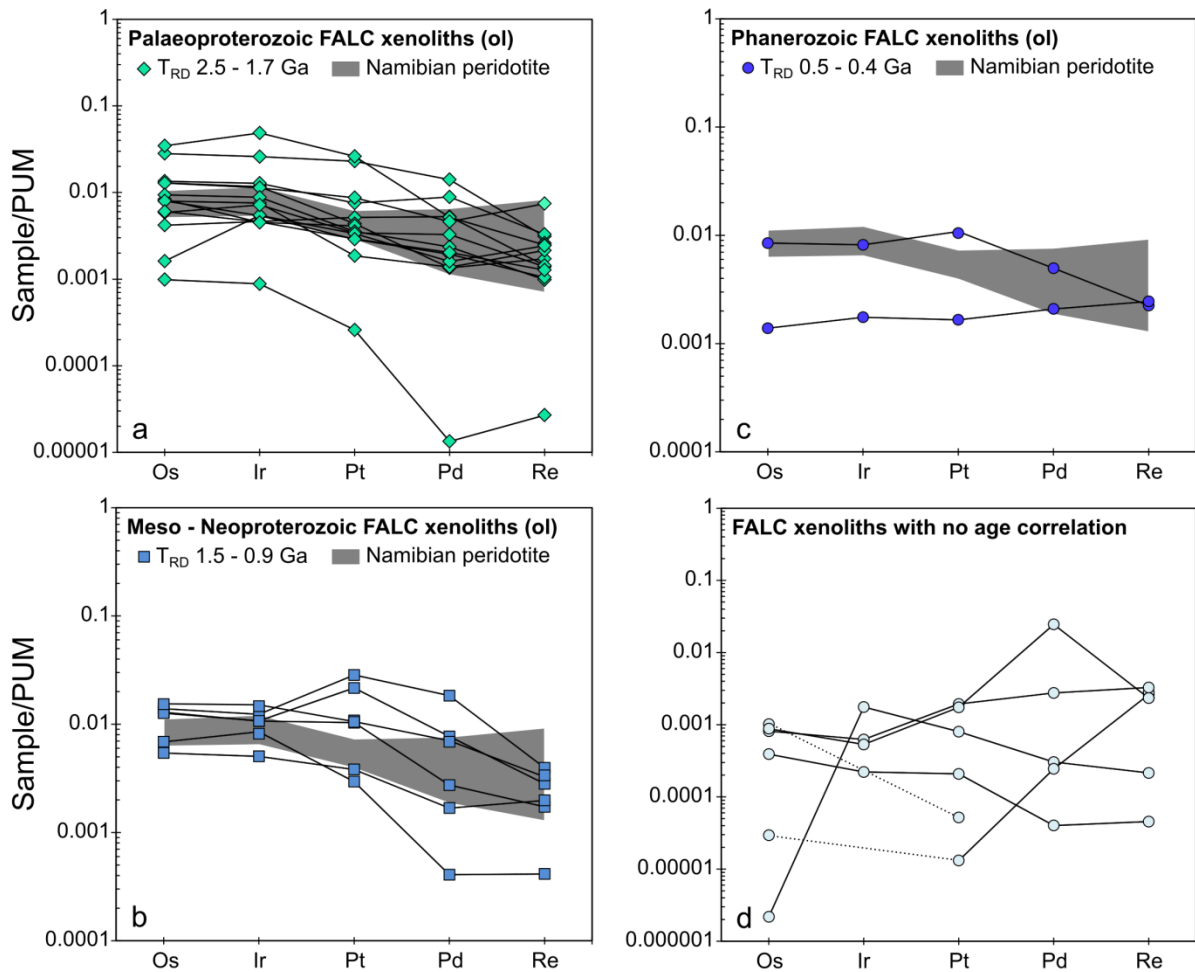 Palaeoproterozoic FALC xenoliths (ol)
TRD 2.5 - 1.7 Ga Namibian peridotite
Sample/PUM
1
0.1
0.01
0.001
0.0001
0.00001
a
Os Ir Pt Pd Re
Phanerozoic FALC xenoliths (ol)
TRD 0.5 - 0.4 Ga Namibian peridotite
1
0.1
0.01
0.001
0.0001
c
Os Ir Pt Pd Re
Meso - Neoproterozoic FALC xenoliths (ol)
TRD 1.5 - 0.9 Ga Namibian peridotite
Sample/PUM
1
0.1
0.01
0.001
0.0001
b
Os Ir Pt Pd Re
FALC xenoliths with no age correlation
1
0.1
0.01
0.001
0.0001
0.00001
0.000001
d
Os Ir Pt Pd Re